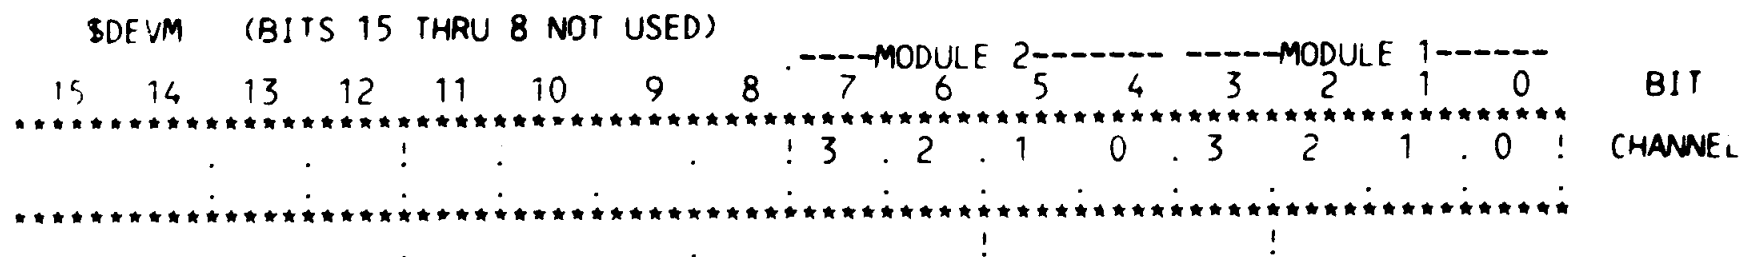 $DEVM (BITS 15 THRU 8 NOT USED)
.----MODULE 2------- -----MODULE 1------
15 14 13 12 11 10 9 8 7 6 5 4 3 2 1 0 BIT
*********************************************************************************
. . ! . . ! 3 . 2 . 1 0 . 3 2 1 . 0 ! CHANNEL
. . . . . . . . . . . . . .
*********************************************************************************
. . ! !